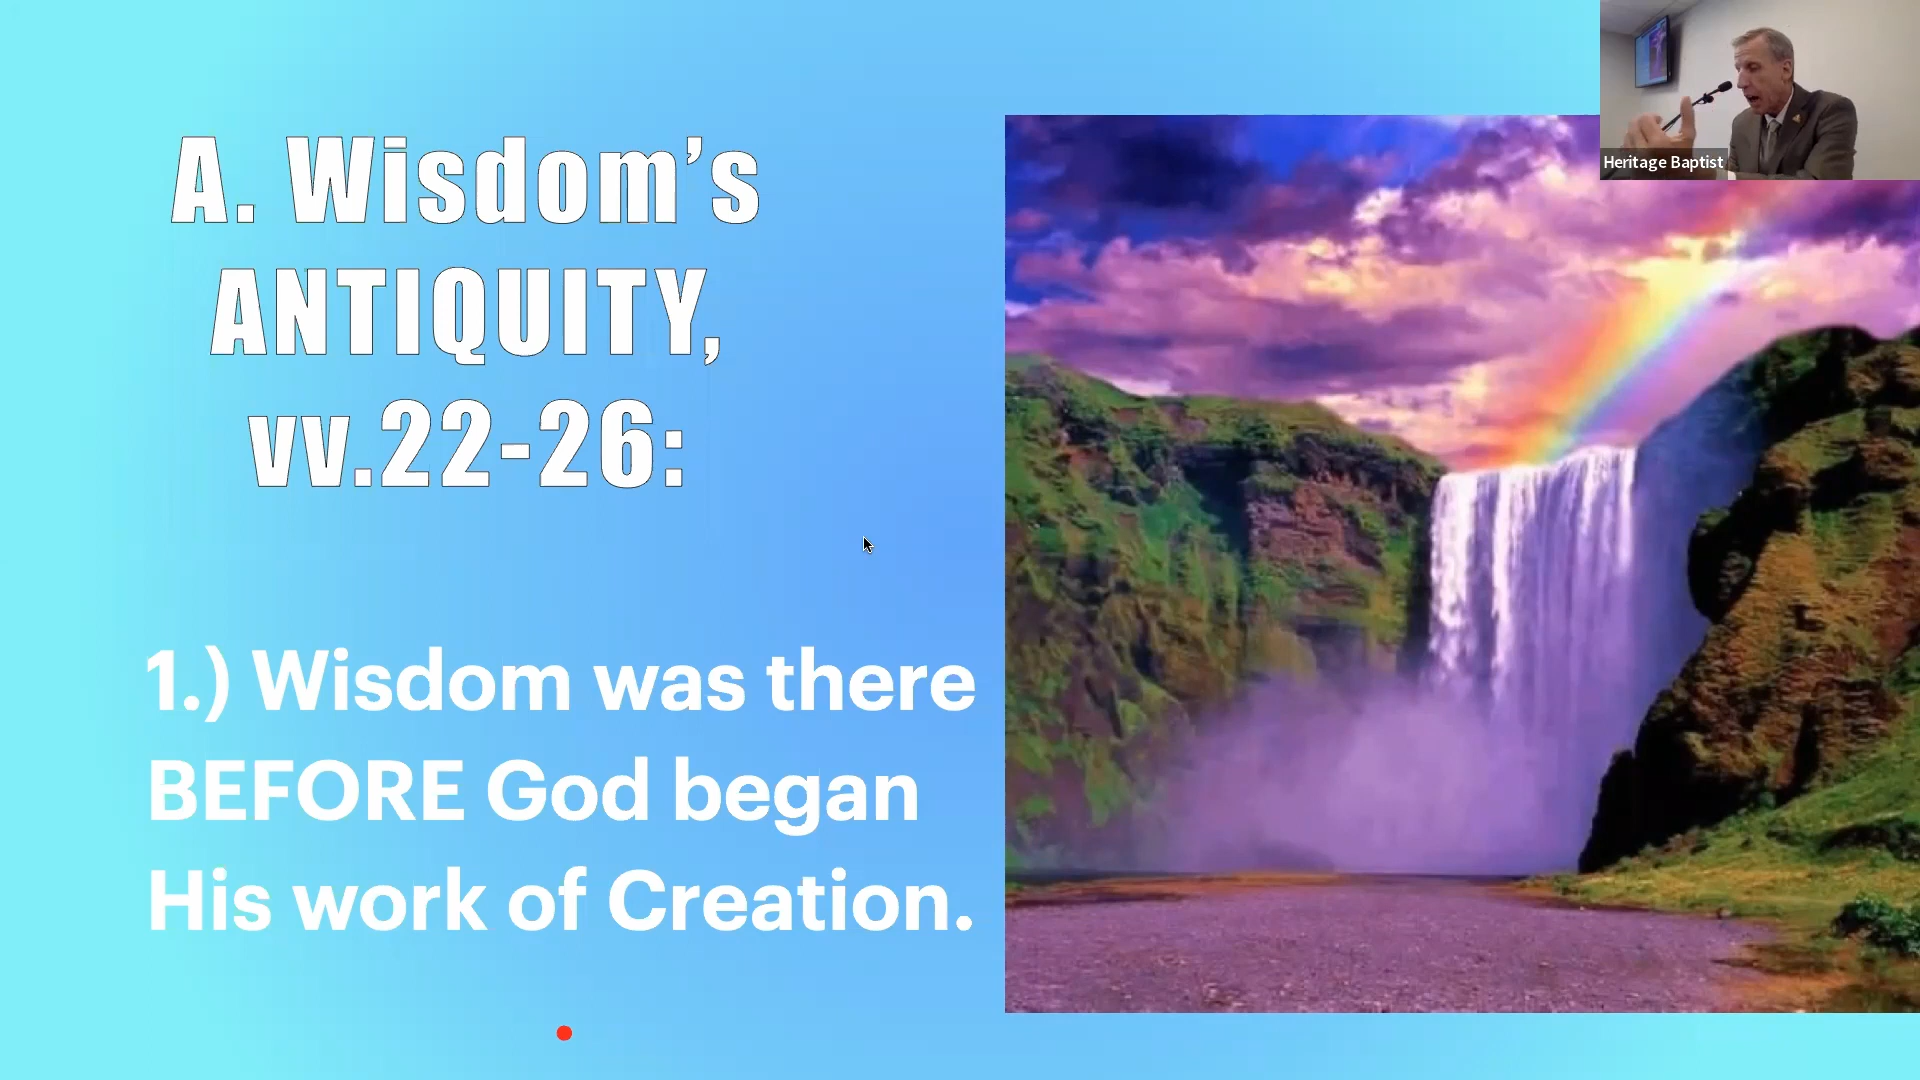 A. Wisdom’s
ANTIQUITY,
vv.22-26:
1.) Wisdom was there
BEFORE God began
His work of Creation.
Heritage Baptist